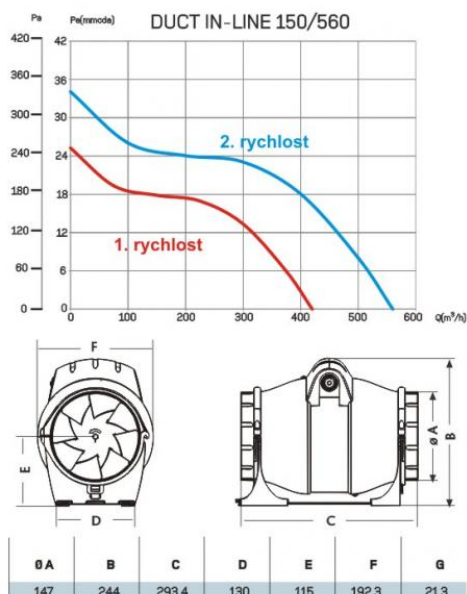 DUCT IN-LINE 150/560
Pa Pa(mmcda)
420 42
360 36
300 30
240 24
180 18
120 12
60 6
0 0
2. rychlost
1. rychlost
0 100 200 300 400 500 600 Q(m³/h)
F
E
D
B
ø A
C
ØA B C D E F G
147 244 293,4 130 115 192,3 21,3